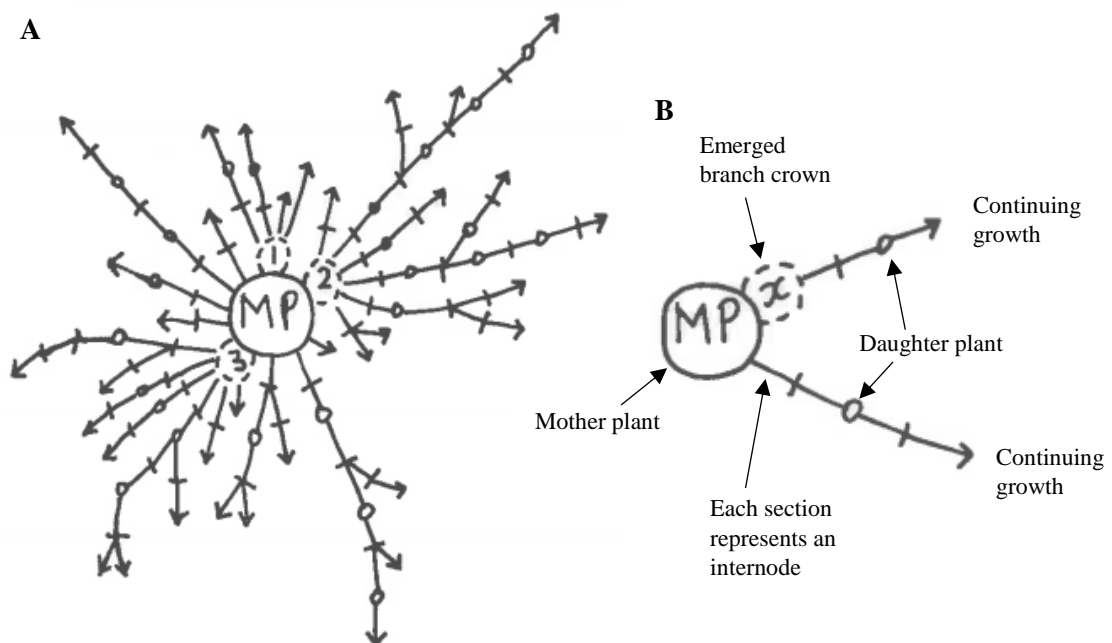 A
1
2
MP
3
B
Emerged
branch crown
Continuing
growth
x
MP
Daughter plant
Mother plant
Continuing
growth
Each section
represents an
internode